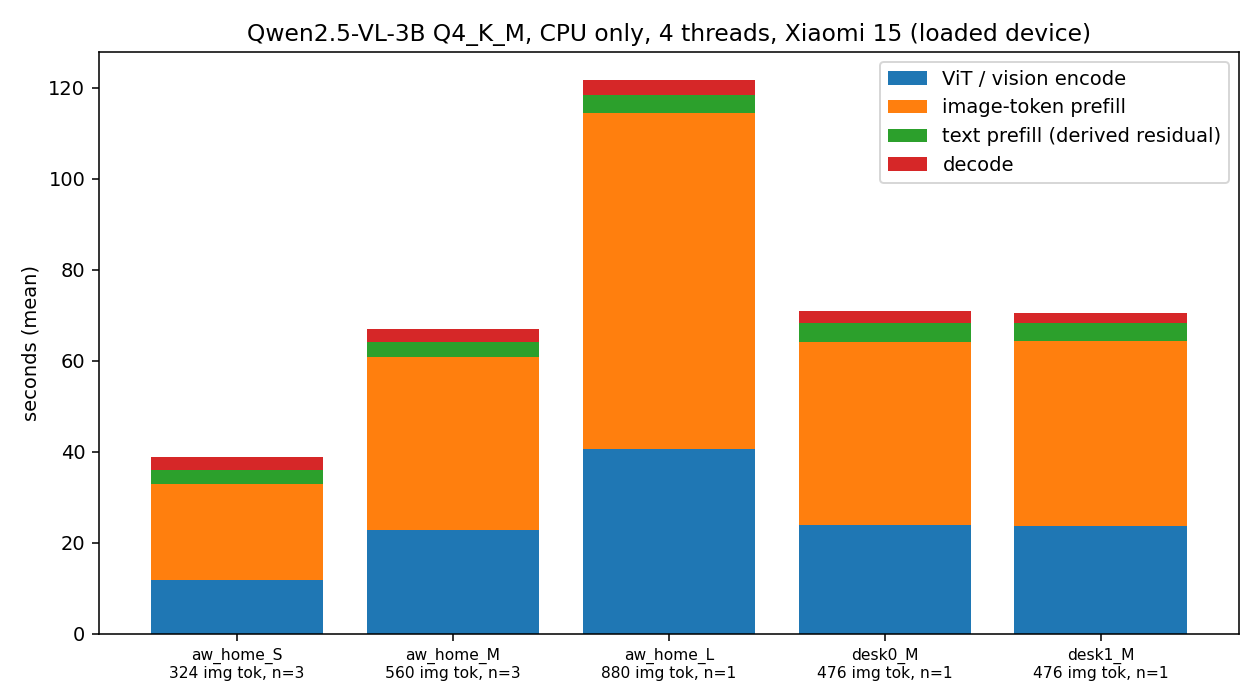 Qwen2.5-VL-3B Q4_K_M, CPU only, 4 threads, Xiaomi 15 (loaded device)
ViT / vision encode
image-token prefill
text prefill (derived residual)
decode
seconds (mean)
120
100
80
60
40
20
0
aw_home_S
324 img tok, n=3
aw_home_M
560 img tok, n=3
aw_home_L
880 img tok, n=1
desk0_M
476 img tok, n=1
desk1_M
476 img tok, n=1